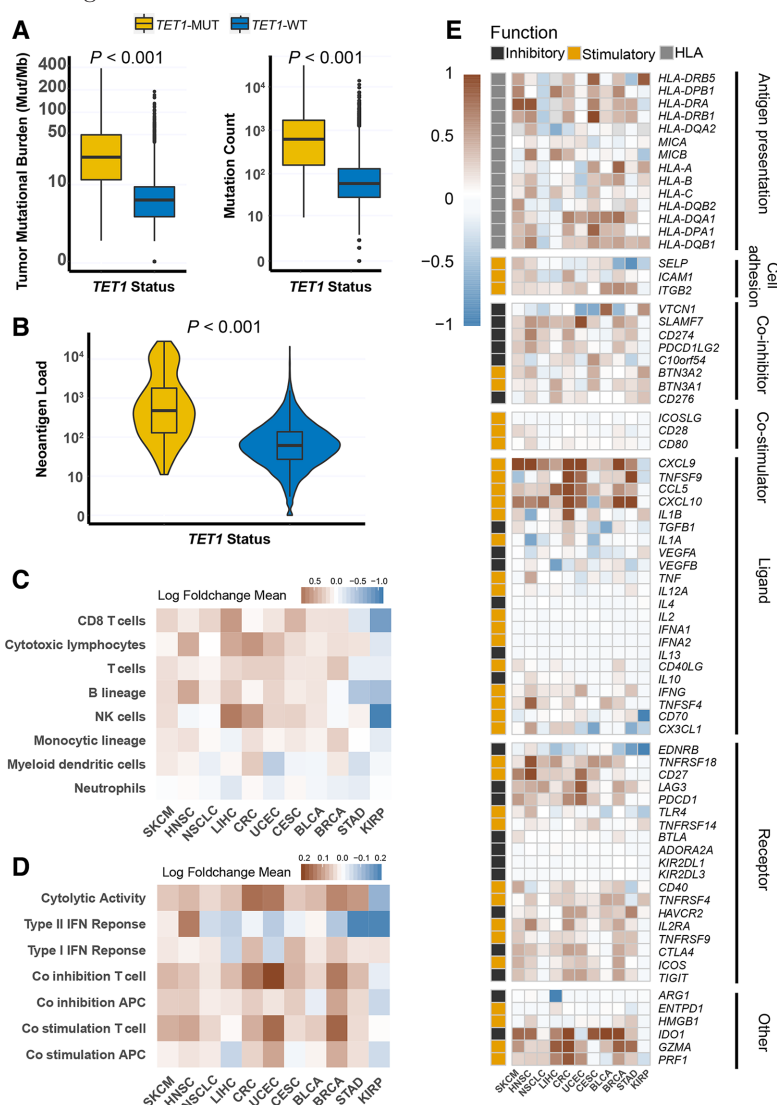 TET1-MUT TET1-WT
A
P < 0.001
P < 0.001
Tumor Mutational Burden (Mut/Mb)
400
200
100
50
10
0
TET1 Status
Mutation Count
10⁴
10³
10²
10
0
TET1 Status
B
P < 0.001
Neoantigen Load
10⁴
10³
10²
10
0
TET1 Status
C
Log Foldchange Mean
0.5 0.0 −0.5 −1.0
CD8 T cells
Cytotoxic lymphocytes
T cells
B lineage
NK cells
Monocytic lineage
Myeloid dendritic cells
Neutrophils
SKCM HNSC NSCLC LIHC CRC UCEC CESC BLCA BRCA STAD KIRP
D
Log Foldchange Mean
0.2 0.1 0.0 −0.1 −0.2
Cytolytic Activity
Type II IFN Reponse
Type I IFN Reponse
Co inhibition T cell
Co inhibition APC
Co stimulation T cell
Co stimulation APC
SKCM HNSC NSCLC LIHC CRC UCEC CESC BLCA BRCA STAD KIRP
E
Function
Inhibitory Stimulatory HLA
1
0.5
0
−0.5
−1
HLA-DRB5
HLA-DPB1
HLA-DRA
HLA-DRB1
HLA-DQA2
MICA
MICB
HLA-A
HLA-B
HLA-C
HLA-DQB2
HLA-DQA1
HLA-DPA1
HLA-DQB1
Antigen presentation
SELP
ICAM1
ITGB2
Cell
adhesion
VTCN1
SLAMF7
CD274
PDCD1LG2
C10orf54
BTN3A2
BTN3A1
CD276
Co-inhibitor
ICOSLG
CD28
CD80
Co-stimulator
CXCL9
TNFSF9
CCL5
CXCL10
IL1B
TGFB1
IL1A
VEGFA
VEGFB
TNF
IL12A
IL4
IL2
IFNA1
IFNA2
IL13
CD40LG
IL10
IFNG
TNFSF4
CD70
CX3CL1
Ligand
EDNRB
TNFRSF18
CD27
LAG3
PDCD1
TLR4
TNFRSF14
BTLA
ADORA2A
KIR2DL1
KIR2DL3
CD40
TNFRSF4
HAVCR2
IL2RA
TNFRSF9
CTLA4
ICOS
TIGIT
Receptor
ARG1
ENTPD1
HMGB1
IDO1
GZMA
PRF1
Other
SKCM HNSC NSCLC LIHC CRC UCEC CESC BLCA BRCA STAD KIRP